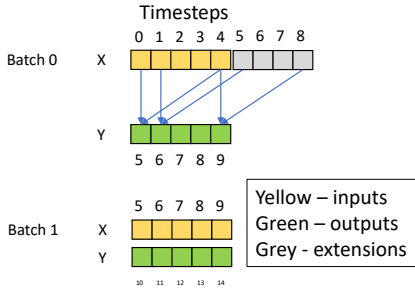 Timesteps
0 1 2 3 4 5 6 7 8
Batch 0 X
Y
5 6 7 8 9
Yellow – inputs
Green – outputs
Grey - extensions
5 6 7 8 9
Batch 1 X
Y
10 11 12 13 14